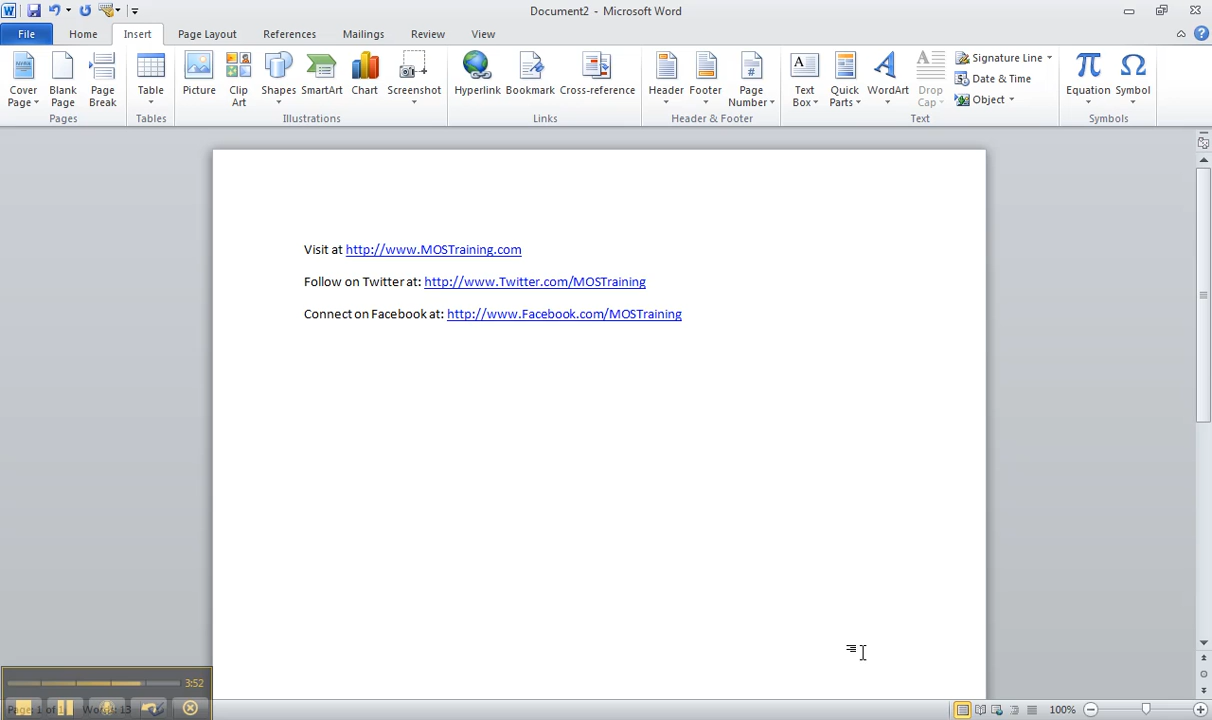 Document2 - Microsoft Word
File Home Insert Page Layout References Mailings Review View
Cover Page
Blank Page
Page Break
Table
Picture
Clip Art
Shapes
SmartArt
Chart
Screenshot
Hyperlink
Bookmark
Cross-reference
Header
Footer
Page Number
Text Box
Quick Parts
WordArt
Drop Cap
Signature Line
Date & Time
Object
Equation
Symbol
Pages Tables Illustrations Links Header & Footer Text Symbols
Visit at http://www.MOSTraining.com
Follow on Twitter at: http://www.Twitter.com/MOSTraining
Connect on Facebook at: http://www.Facebook.com/MOSTraining
3:52
Page: 1 of 1 Words: 13
100%